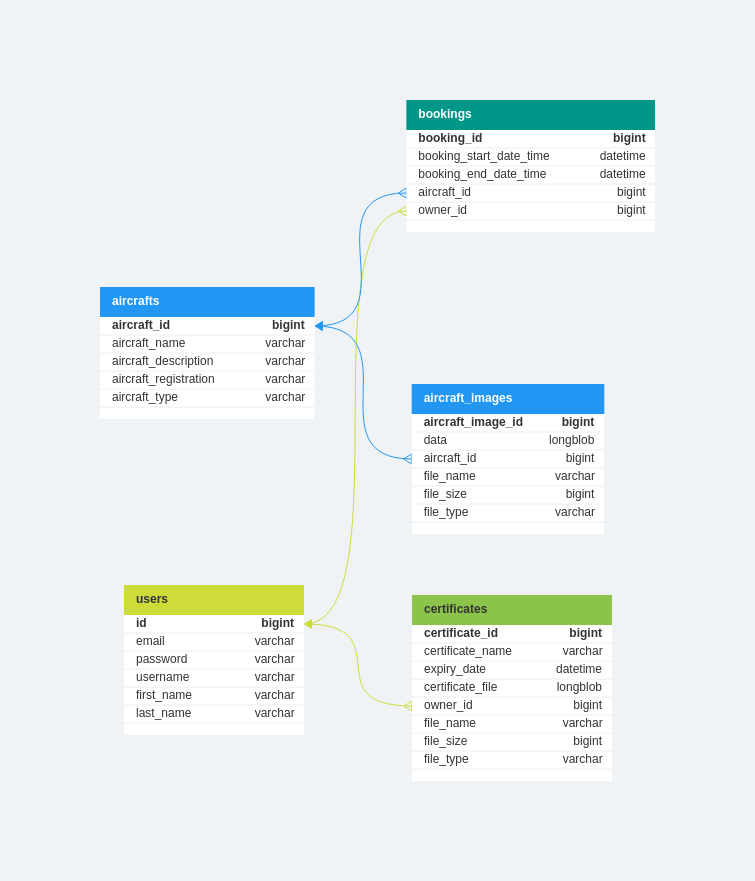 bookings
booking_id bigint
booking_start_date_time datetime
booking_end_date_time datetime
aircraft_id bigint
owner_id bigint
aircrafts
aircraft_id bigint
aircraft_name varchar
aircraft_description varchar
aircraft_registration varchar
aircraft_type varchar
aircraft_images
aircraft_image_id bigint
data longblob
aircraft_id bigint
file_name varchar
file_size bigint
file_type varchar
users
id bigint
email varchar
password varchar
username varchar
first_name varchar
last_name varchar
certificates
certificate_id bigint
certificate_name varchar
expiry_date datetime
certificate_file longblob
owner_id bigint
file_name varchar
file_size bigint
file_type varchar